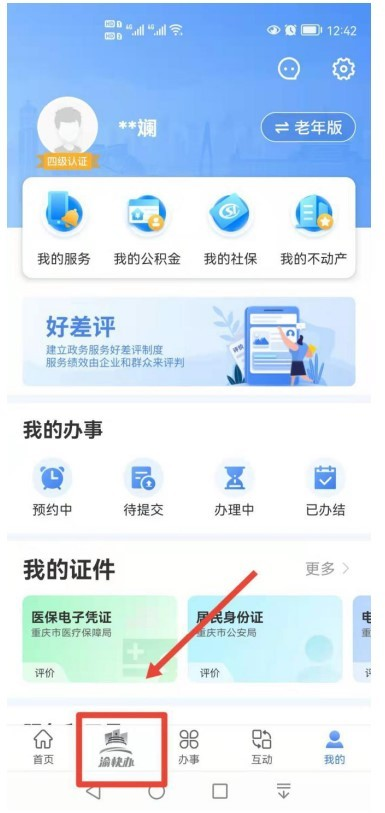 12:42
**斓
老年版
四级认证
我的服务 我的公积金 我的社保 我的不动产
好差评
建立政务服务好差评制度
服务绩效由企业和群众来评判
我的办事
预约中 待提交 办理中 已办结
我的证件 更多
医保电子凭证 居民身份证
重庆市医疗保障局 重庆市公安局
评价 评价
首页 渝快办 办事 互动 我的